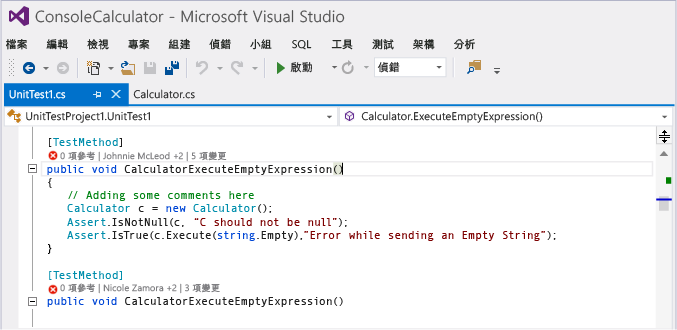 ConsoleCalculator - Microsoft Visual Studio
檔案 編輯 檢視 專案 組建 偵錯 小組 SQL 工具 測試 架構 分析
啟動 偵錯
UnitTest1.cs Calculator.cs
UnitTestProject1.UnitTest1 Calculator.ExecuteEmptyExpression()
[TestMethod]
0 項參考 | Johnnie McLeod +2 | 5 項變更
public void CalculatorExecuteEmptyExpression()
{
// Adding some comments here
Calculator c = new Calculator();
Assert.IsNotNull(c, “C should not be null”);
Assert.IsTrue(c.Execute(string.Empty),”Error while sending an Empty String”);
}
[TestMethod]
0 項參考 | Nicole Zamora +2 | 3 項變更
public void CalculatorExecuteEmptyExpression()